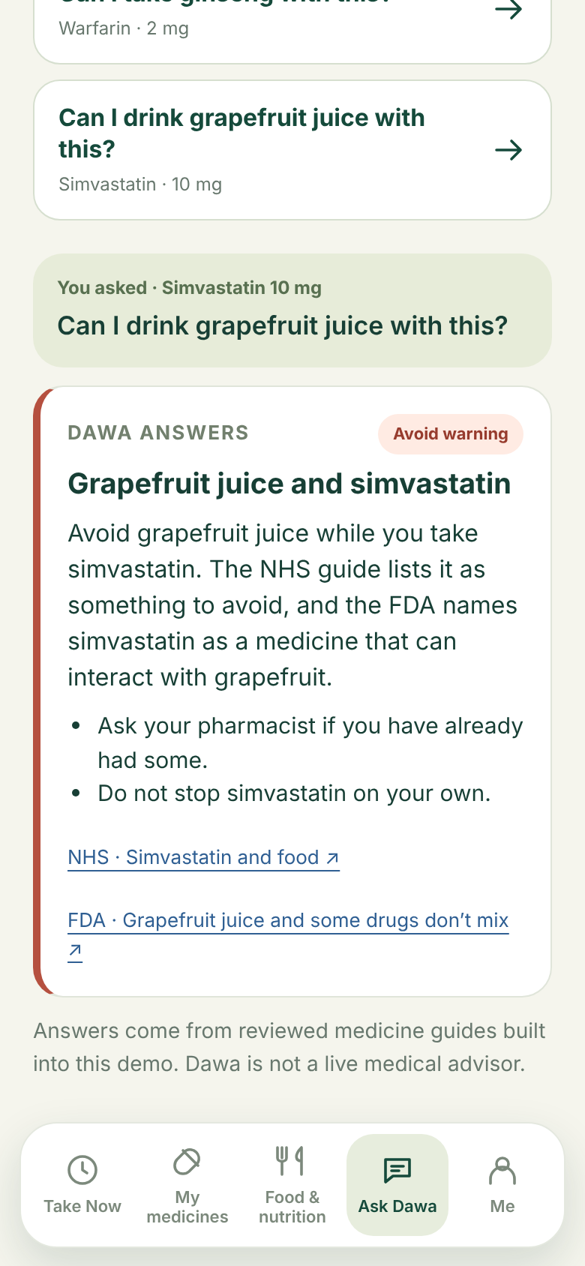 Can I take ginseng with this?
Warfarin · 2 mg
Can I drink grapefruit juice with
this?
Simvastatin · 10 mg
You asked · Simvastatin 10 mg
Can I drink grapefruit juice with this?
DAWA ANSWERS
Avoid warning
Grapefruit juice and simvastatin
Avoid grapefruit juice while you take
simvastatin. The NHS guide lists it as
something to avoid, and the FDA names
simvastatin as a medicine that can
interact with grapefruit.
• Ask your pharmacist if you have already
had some.
• Do not stop simvastatin on your own.
NHS · Simvastatin and food ↗
FDA · Grapefruit juice and some drugs don’t mix
↗
Answers come from reviewed medicine guides built
into this demo. Dawa is not a live medical advisor.
Take Now
My
medicines
Food &
nutrition
Ask Dawa
Me